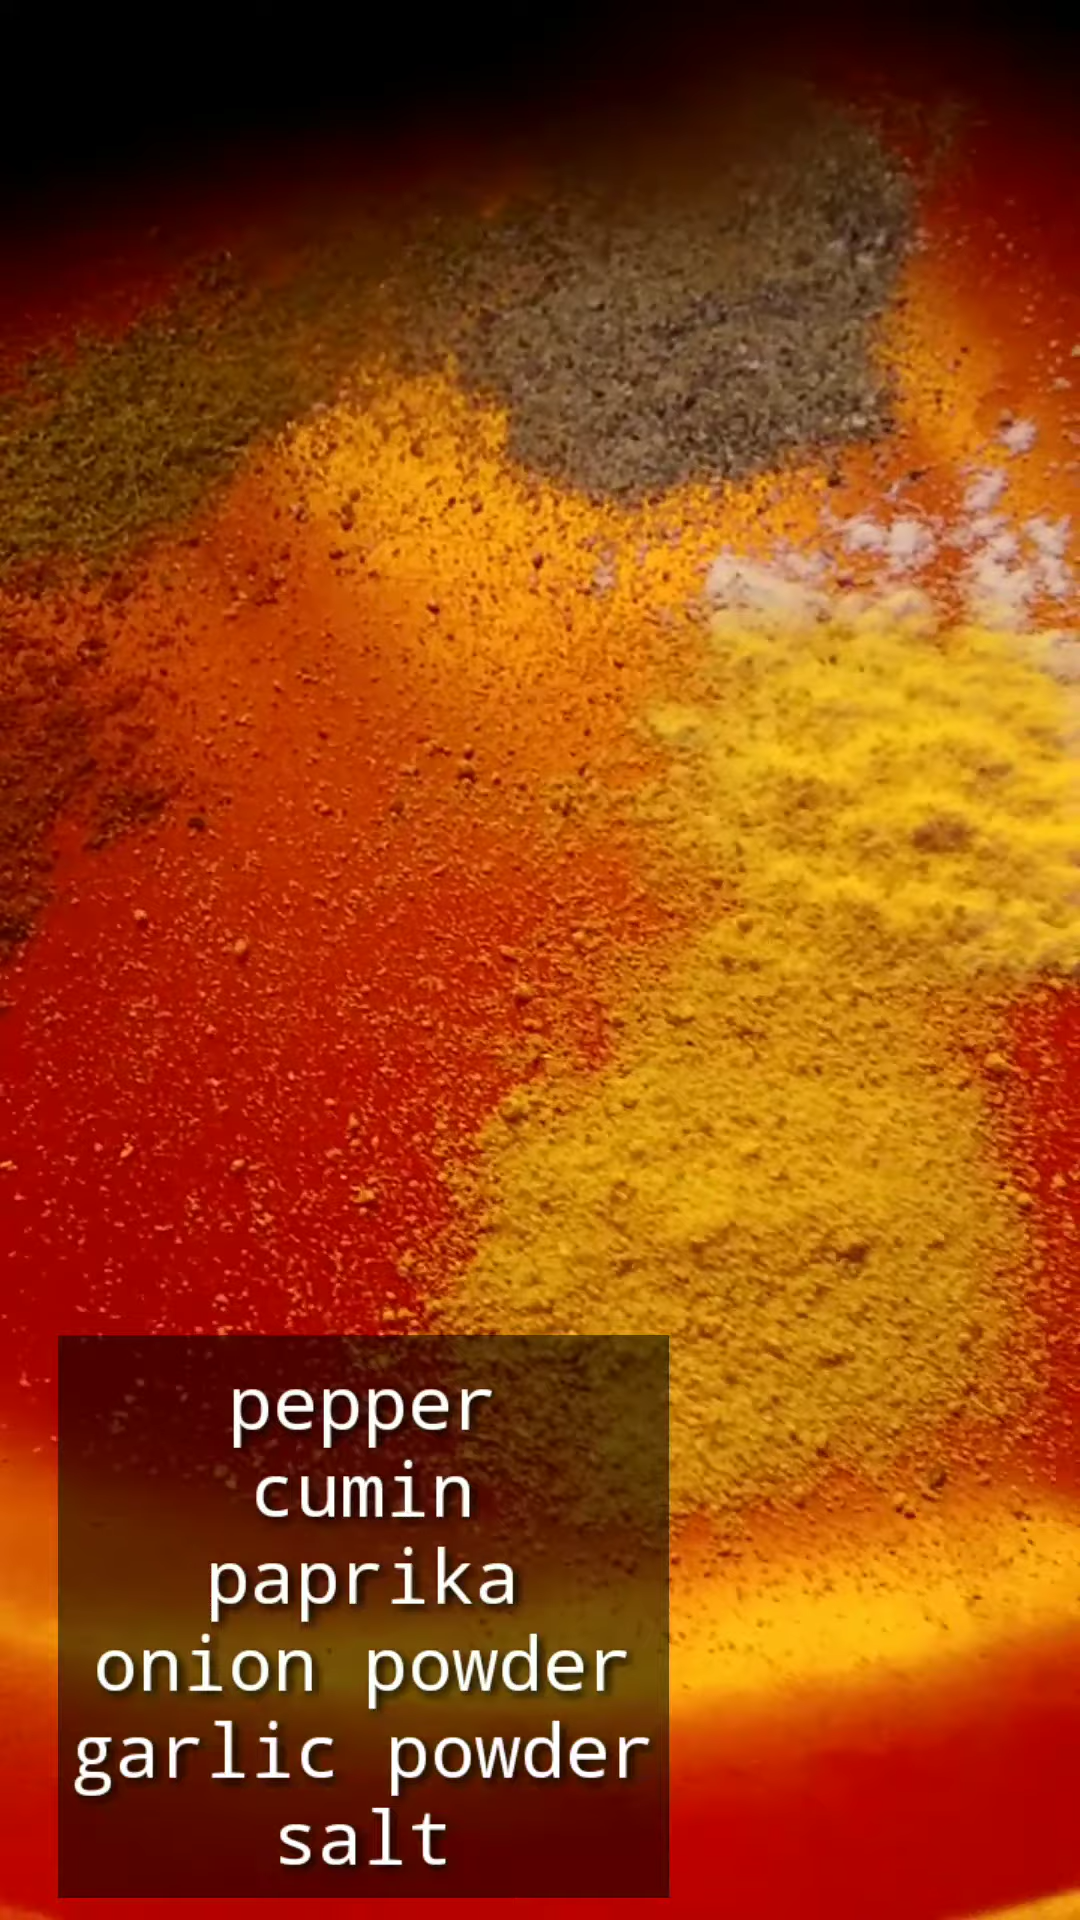 pepper
cumin
paprika
onion powder
garlic powder
salt